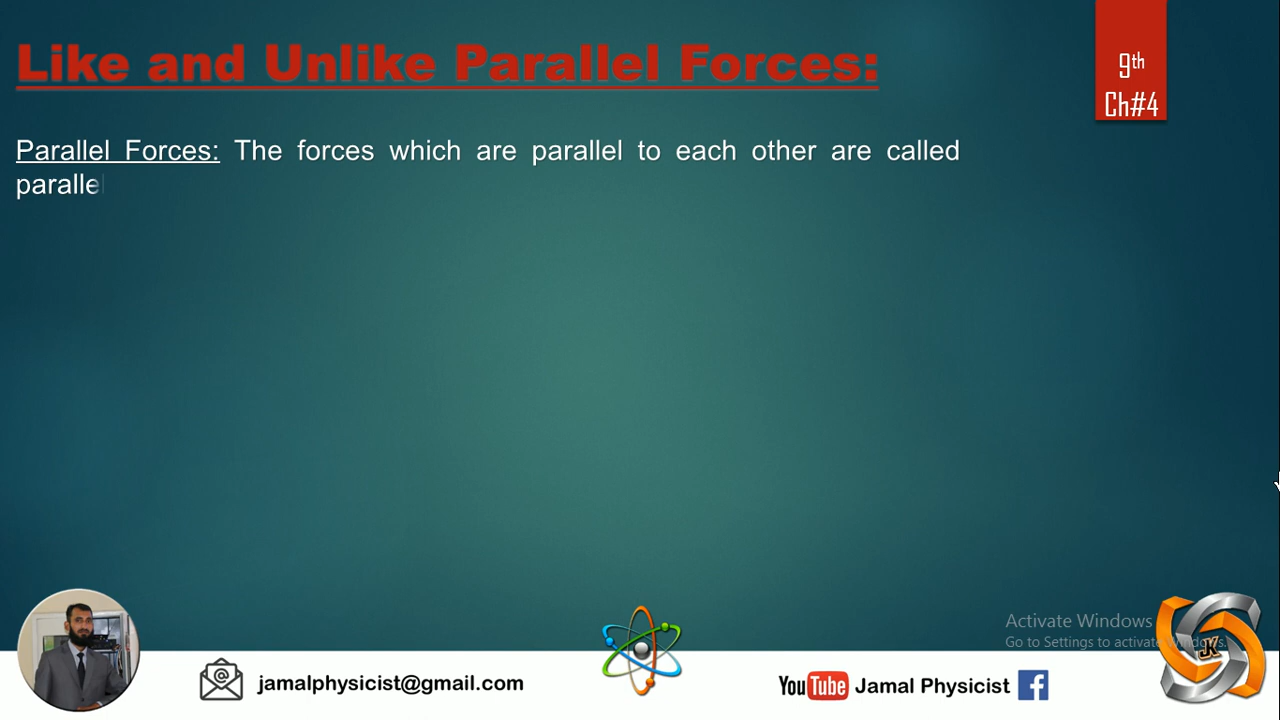 Like and Unlike Parallel Forces:
9th
Ch#4
Parallel Forces: The forces which are parallel to each other are called
paralle
Activate Windows
Go to Settings to activate Windows.
JK
jamalphysicist@gmail.com
YouTube Jamal Physicist